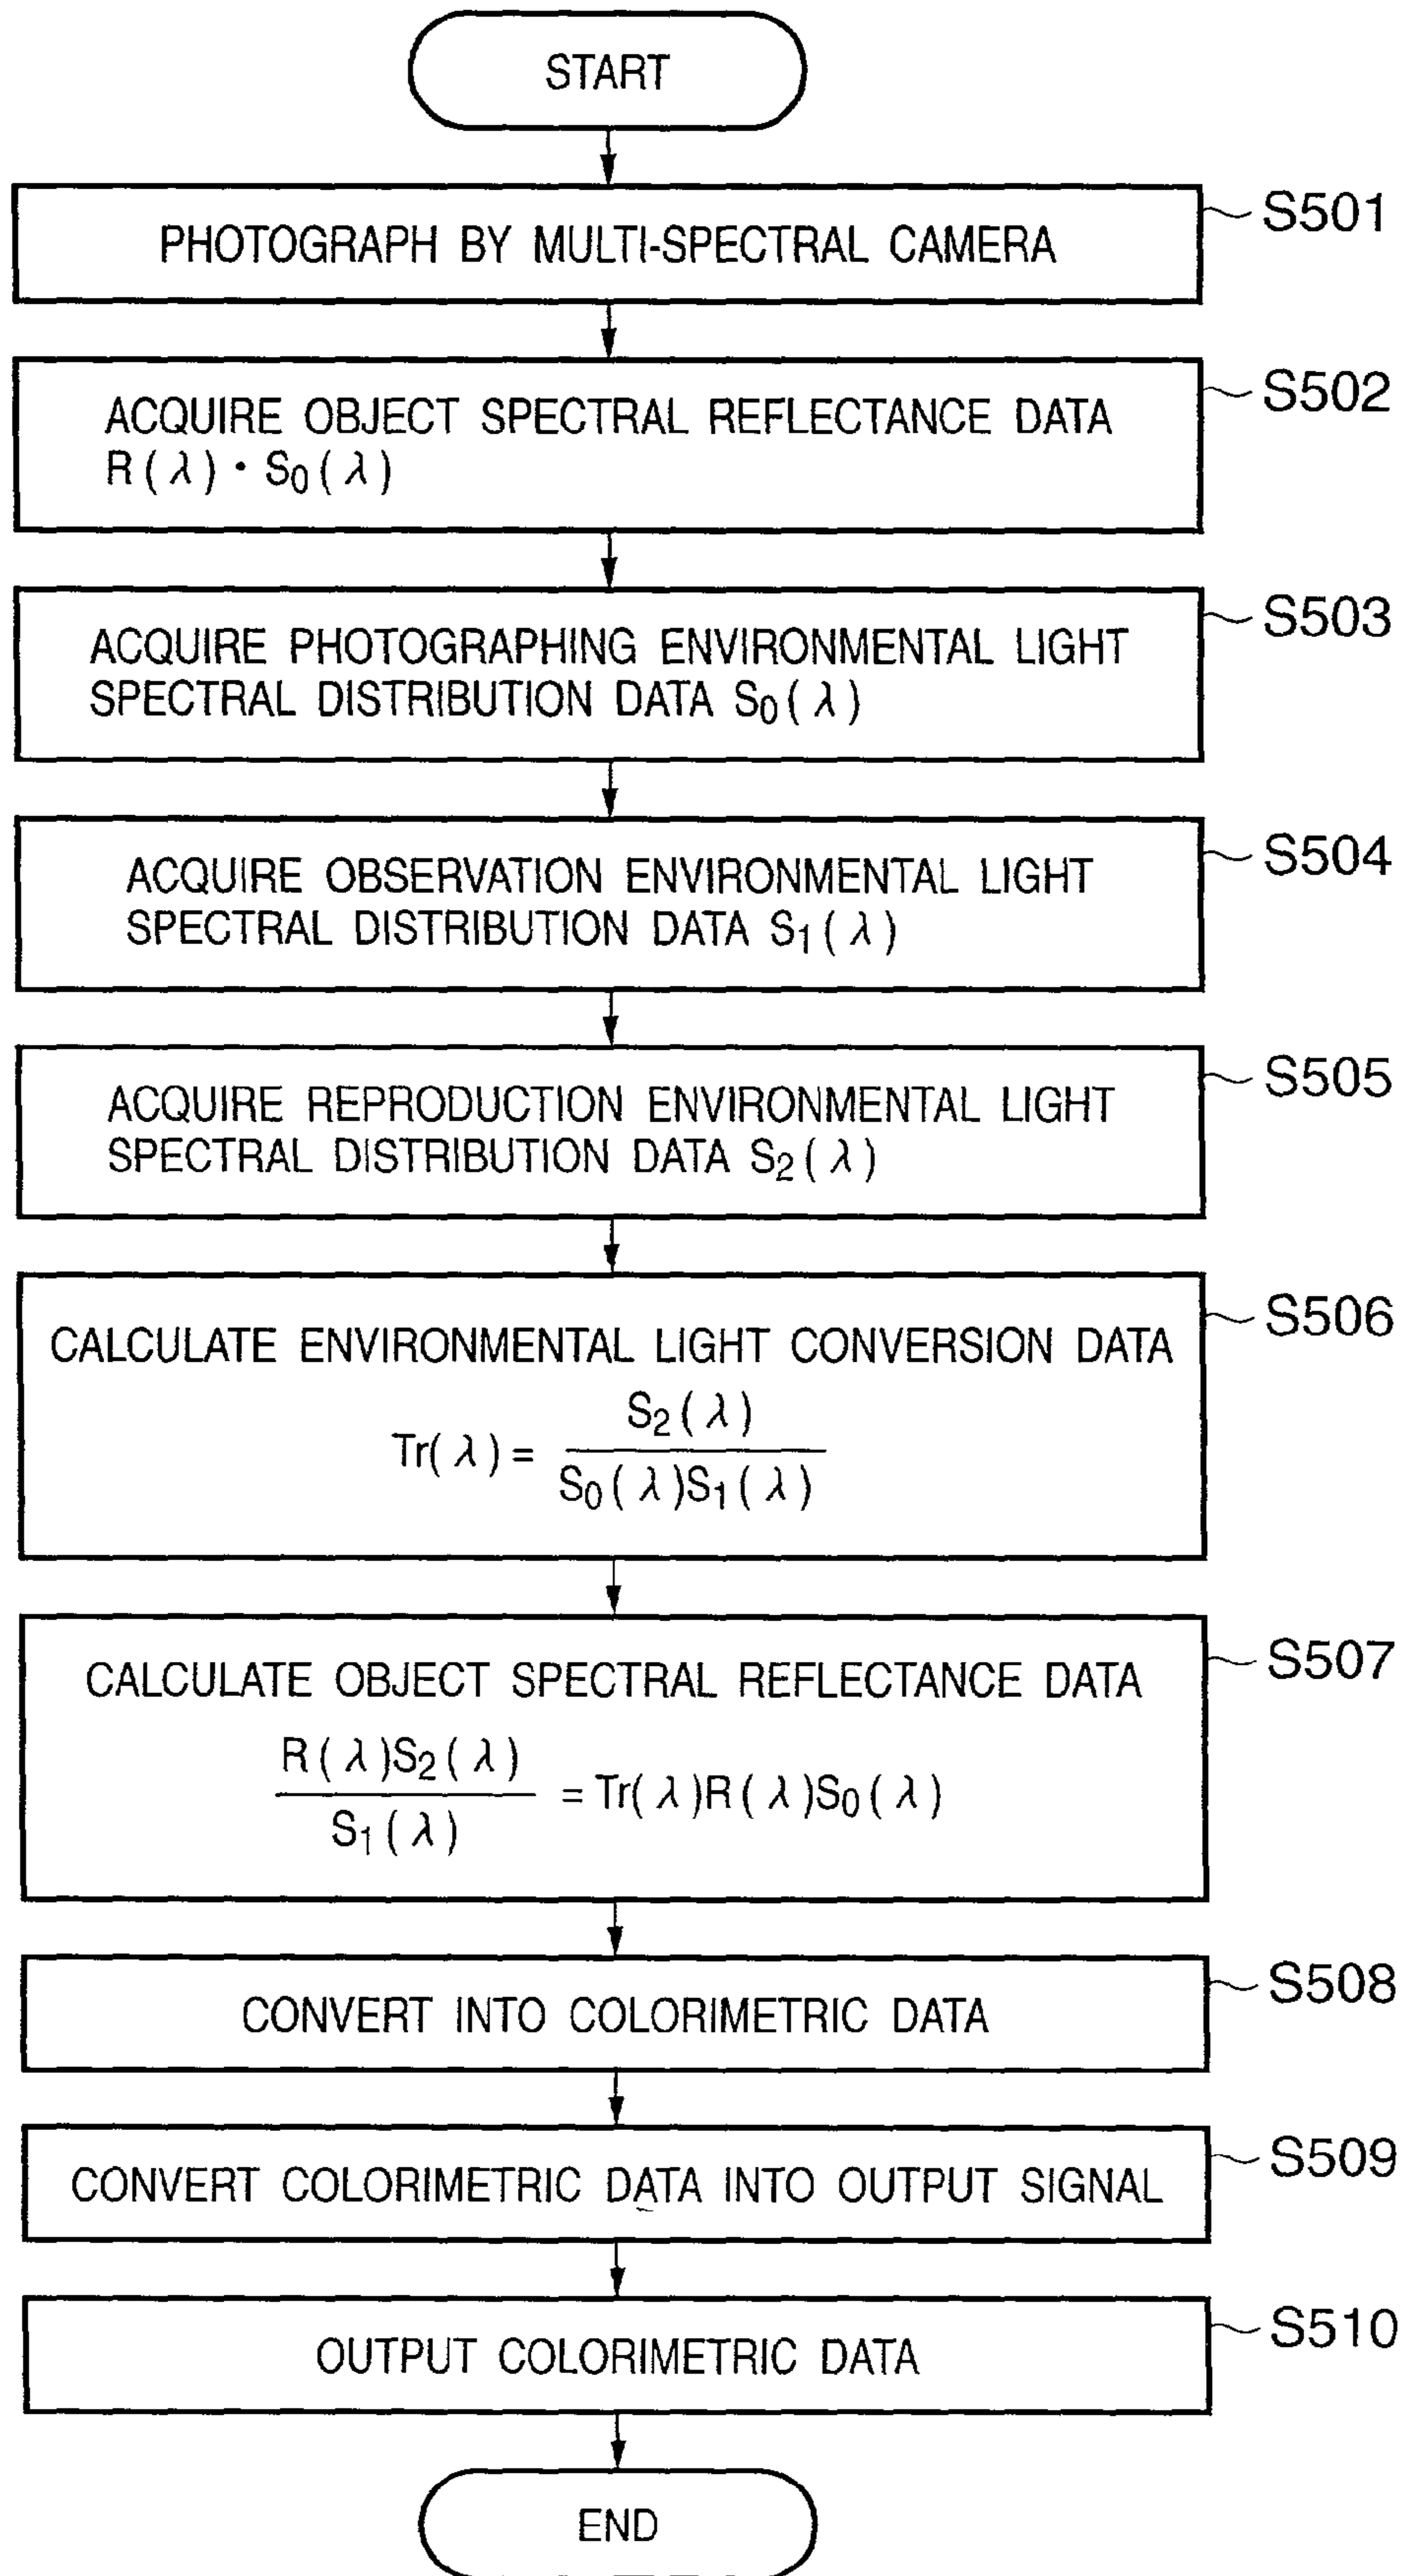 START
PHOTOGRAPH BY MULTI-SPECTRAL CAMERA
S501
ACQUIRE OBJECT SPECTRAL REFLECTANCE DATA
R(λ)・S₀(λ)
S502
ACQUIRE PHOTOGRAPHING ENVIRONMENTAL LIGHT
SPECTRAL DISTRIBUTION DATA S₀(λ)
S503
ACQUIRE OBSERVATION ENVIRONMENTAL LIGHT
SPECTRAL DISTRIBUTION DATA S₁(λ)
S504
ACQUIRE REPRODUCTION ENVIRONMENTAL LIGHT
SPECTRAL DISTRIBUTION DATA S₂(λ)
S505
CALCULATE ENVIRONMENTAL LIGHT CONVERSION DATA
S₂(λ)
Tr(λ) =
S₀(λ)S₁(λ)
S506
CALCULATE OBJECT SPECTRAL REFLECTANCE DATA
R(λ)S₂(λ)
= Tr(λ)R(λ)S₀(λ)
S₁(λ)
S507
CONVERT INTO COLORIMETRIC DATA
S508
CONVERT COLORIMETRIC DATA INTO OUTPUT SIGNAL
S509
OUTPUT COLORIMETRIC DATA
S510
END